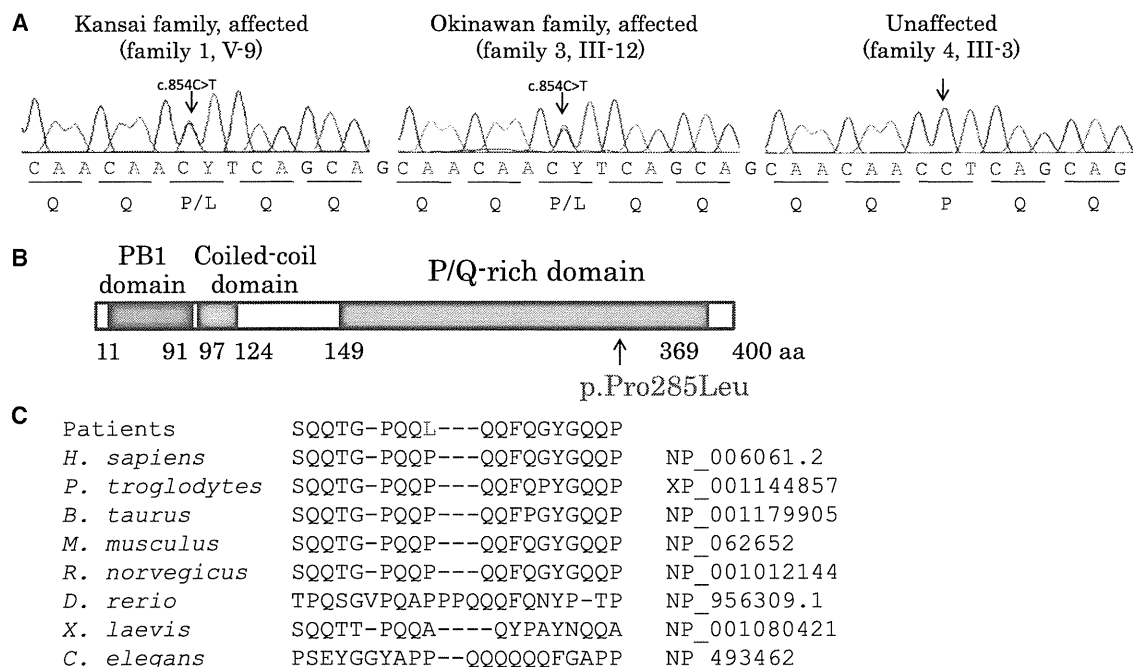 A
Kansai family, affected
(family 1, V-9)
Okinawan family, affected
(family 3, III-12)
Unaffected
(family 4, III-3)
c.854C>T
c.854C>T
C A A C A A C Y T C A G C A G
C A A C A A C Y T C A G C A G
C A A C A A C C T C A G C A G
Q Q P/L Q Q
Q Q P/L Q Q
Q Q P Q Q
B
PB1 domain
Coiled-coil domain
P/Q-rich domain
11 91 97 124 149 369 400 aa
p.Pro285Leu
C
Patients SQQTG-PQQL---QQFQGYGQQP
H. sapiens SQQTG-PQQP---QQFQGYGQQP NP_006061.2
P. troglodytes SQQTG-PQQP---QQFQPYGQQP XP_001144857
B. taurus SQQTG-PQQP---QQFPGYGQQP NP_001179905
M. musculus SQQTG-PQQP---QQFQGYGQQP NP_062652
R. norvegicus SQQTG-PQQP---QQFQGYGQQP NP_001012144
D. rerio TPQSGVPQAPPPQQQFQNYP-TP NP_956309.1
X. laevis SQQTT-PQQA----QYPAYNQQA NP_001080421
C. elegans PSEYGGYAPP--QQQQQQFGAPP NP_493462